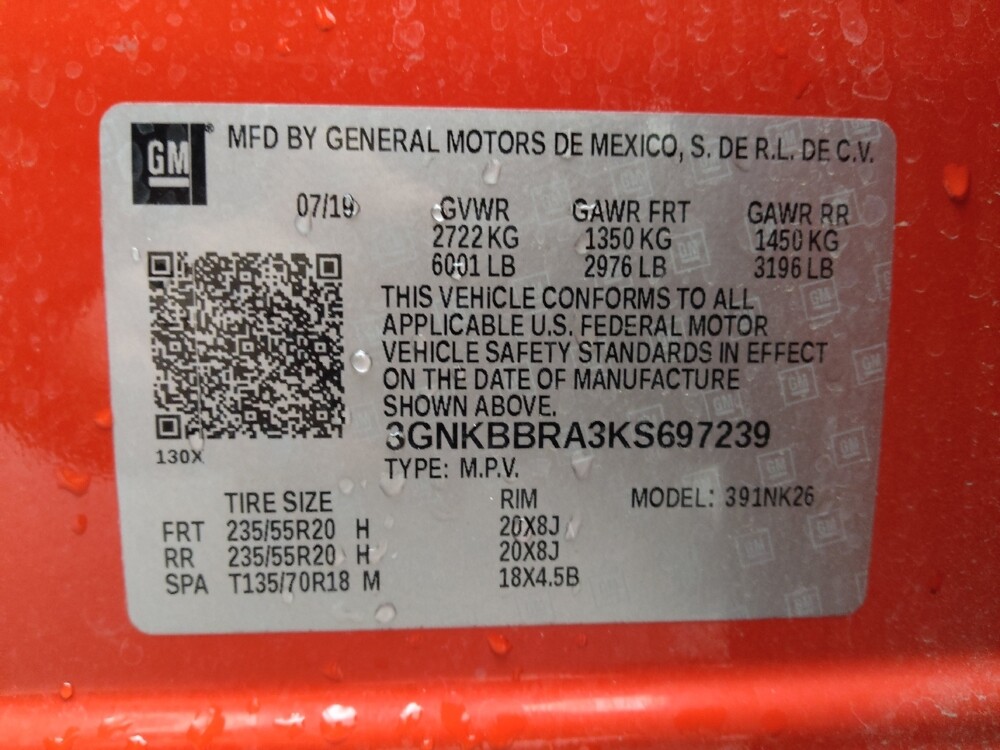 GM
MFD BY GENERAL MOTORS DE MEXICO, S. DE R.L. DE C.V.
07/19 GVWR GAWR FRT GAWR RR
2722 KG 1350 KG 1450 KG
6001 LB 2976 LB 3196 LB
THIS VEHICLE CONFORMS TO ALL
APPLICABLE U.S. FEDERAL MOTOR
VEHICLE SAFETY STANDARDS IN EFFECT
ON THE DATE OF MANUFACTURE
SHOWN ABOVE.
3GNKBBRA3KS697239
130X
TYPE: M.P.V.
TIRE SIZE RIM MODEL: 391NK26
FRT 235/55R20 H 20X8J
RR 235/55R20 H 20X8J
SPA T135/70R18 M 18X4.5B